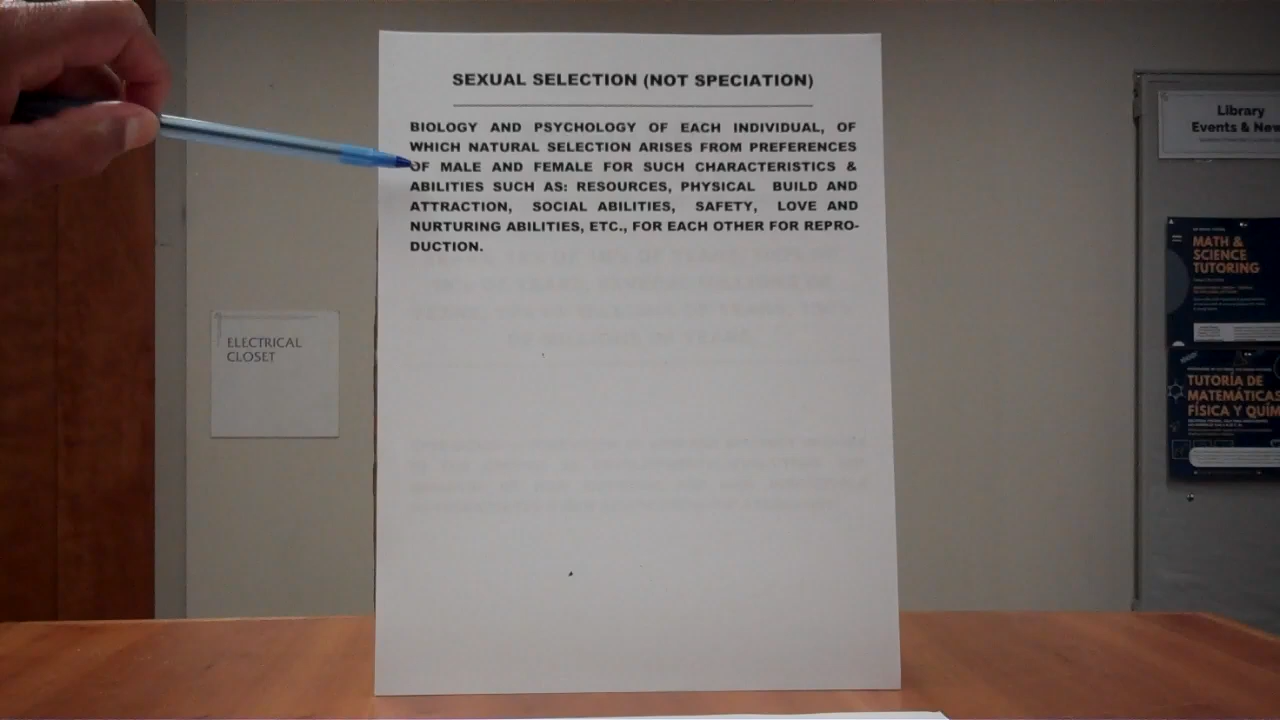 SEXUAL SELECTION (NOT SPECIATION)
BIOLOGY AND PSYCHOLOGY OF EACH INDIVIDUAL, OF
WHICH NATURAL SELECTION ARISES FROM PREFERENCES
OF MALE AND FEMALE FOR SUCH CHARACTERISTICS &
ABILITIES SUCH AS: RESOURCES, PHYSICAL BUILD AND
ATTRACTION, SOCIAL ABILITIES, SAFETY, LOVE AND
NURTURING ABILITIES, ETC., FOR EACH OTHER FOR REPRO-
DUCTION.
ELECTRICAL
CLOSET
Library
Events &
MATH &
SCIENCE
TUTORING
TUTORÍA DE
MATEMÁTICAS
FÍSICA Y